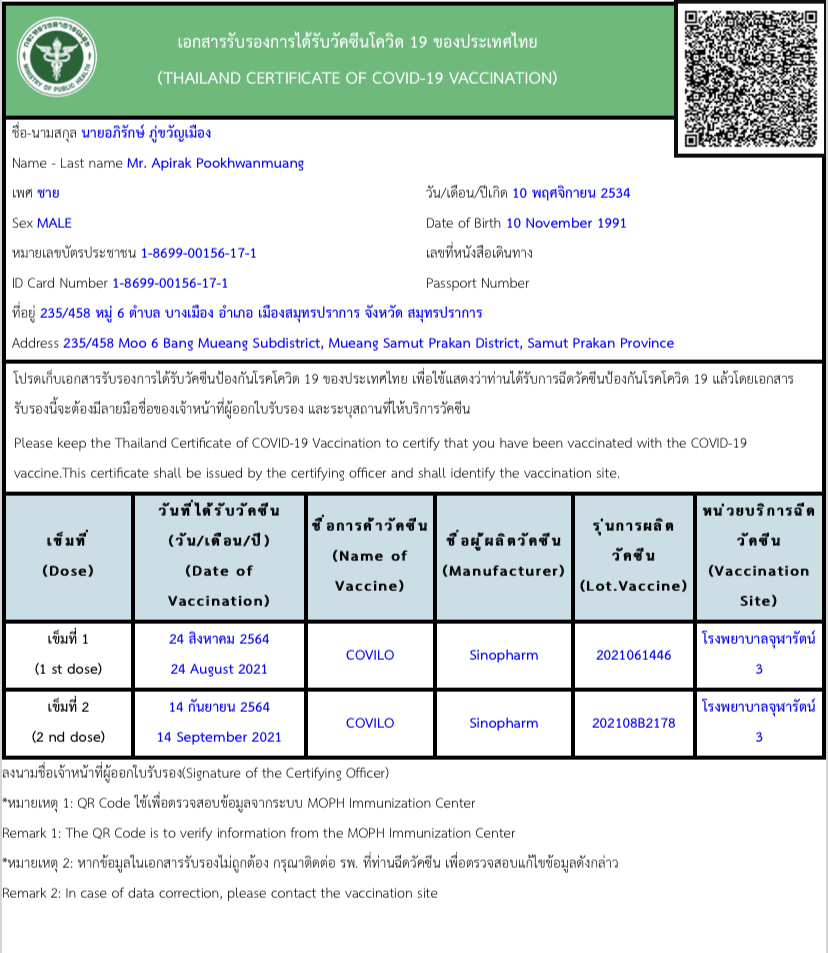 กระทรวงสาธารณสุข
MINISTRY OF PUBLIC HEALTH
เอกสารรับรองการได้รับวัคซีนโควิด 19 ของประเทศไทย
(THAILAND CERTIFICATE OF COVID-19 VACCINATION)
ชื่อ-นามสกุล นายอภิรักษ์ ภู่ขวัญเมือง
Name - Last name Mr. Apirak Pookhwanmuang
เพศ ชาย วัน/เดือน/ปีเกิด 10 พฤศจิกายน 2534
Sex MALE Date of Birth 10 November 1991
หมายเลขบัตรประชาชน 1-8699-00156-17-1 เลขที่หนังสือเดินทาง
ID Card Number 1-8699-00156-17-1 Passport Number
ที่อยู่ 235/458 หมู่ 6 ตำบล บางเมือง อำเภอ เมืองสมุทรปราการ จังหวัด สมุทรปราการ
Address 235/458 Moo 6 Bang Mueang Subdistrict, Mueang Samut Prakan District, Samut Prakan Province
โปรดเก็บเอกสารรับรองการได้รับวัคซีนป้องกันโรคโควิด 19 ของประเทศไทย เพื่อใช้แสดงว่าท่านได้รับการฉีดวัคซีนป้องกันโรคโควิด 19 แล้วโดยเอกสาร
รับรองนี้จะต้องมีลายมือชื่อของเจ้าหน้าที่ผู้ออกใบรับรอง และระบุสถานที่ให้บริการวัคซีน
Please keep the Thailand Certificate of COVID-19 Vaccination to certify that you have been vaccinated with the COVID-19
vaccine.This certificate shall be issued by the certifying officer and shall identify the vaccination site.
เข็มที่
(Dose)
วันที่ได้รับวัคซีน
(วัน/เดือน/ปี)
(Date of
Vaccination)
ชื่อการค้าวัคซีน
(Name of
Vaccine)
ชื่อผู้ผลิตวัคซีน
(Manufacturer)
รุ่นการผลิต
วัคซีน
(Lot.Vaccine)
หน่วยบริการฉีด
วัคซีน
(Vaccination
Site)
เข็มที่ 1
(1 st dose)
24 สิงหาคม 2564
24 August 2021
COVILO
Sinopharm
2021061446
โรงพยาบาลจุฬารัตน์
3
เข็มที่ 2
(2 nd dose)
14 กันยายน 2564
14 September 2021
COVILO
Sinopharm
202108B2178
โรงพยาบาลจุฬารัตน์
3
ลงนามชื่อเจ้าหน้าที่ผู้ออกใบรับรอง(Signature of the Certifying Officer)
*หมายเหตุ 1: QR Code ใช้เพื่อตรวจสอบข้อมูลจากระบบ MOPH Immunization Center
Remark 1: The QR Code is to verify information from the MOPH Immunization Center
*หมายเหตุ 2: หากข้อมูลในเอกสารรับรองไม่ถูกต้อง กรุณาติดต่อ รพ. ที่ท่านฉีดวัคซีน เพื่อตรวจสอบแก้ไขข้อมูลดังกล่าว
Remark 2: In case of data correction, please contact the vaccination site